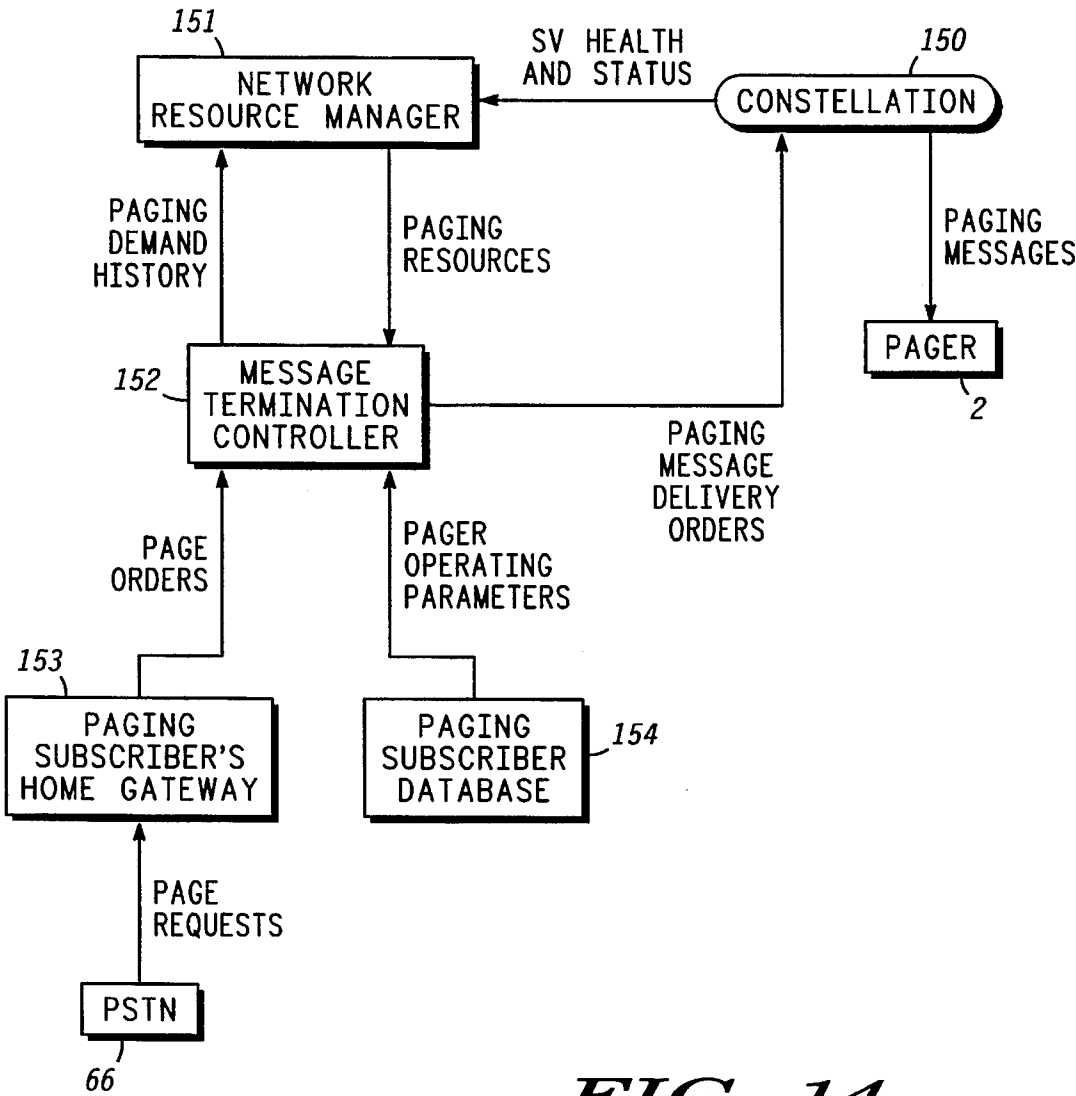 151
NETWORK
RESOURCE MANAGER
SV HEALTH
AND STATUS
150
CONSTELLATION
PAGING
DEMAND
HISTORY
PAGING
RESOURCES
PAGING
MESSAGES
152
MESSAGE
TERMINATION
CONTROLLER
PAGER
2
PAGING
MESSAGE
DELIVERY
ORDERS
PAGE
ORDERS
PAGER
OPERATING
PARAMETERS
153
PAGING
SUBSCRIBER'S
HOME GATEWAY
PAGING
SUBSCRIBER
DATABASE
154
PAGE
REQUESTS
PSTN
66
FIG. 14